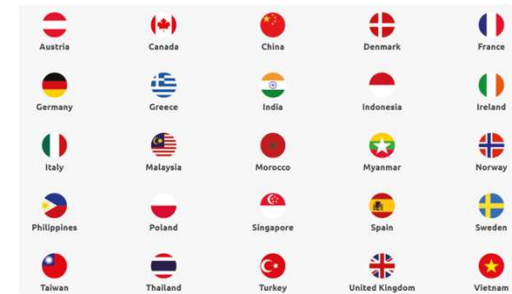 Austria Canada China Denmark France
Germany Greece India Indonesia Ireland
Italy Malaysia Morocco Myanmar Norway
Philippines Poland Singapore Spain Sweden
Taiwan Thailand Turkey United Kingdom Vietnam